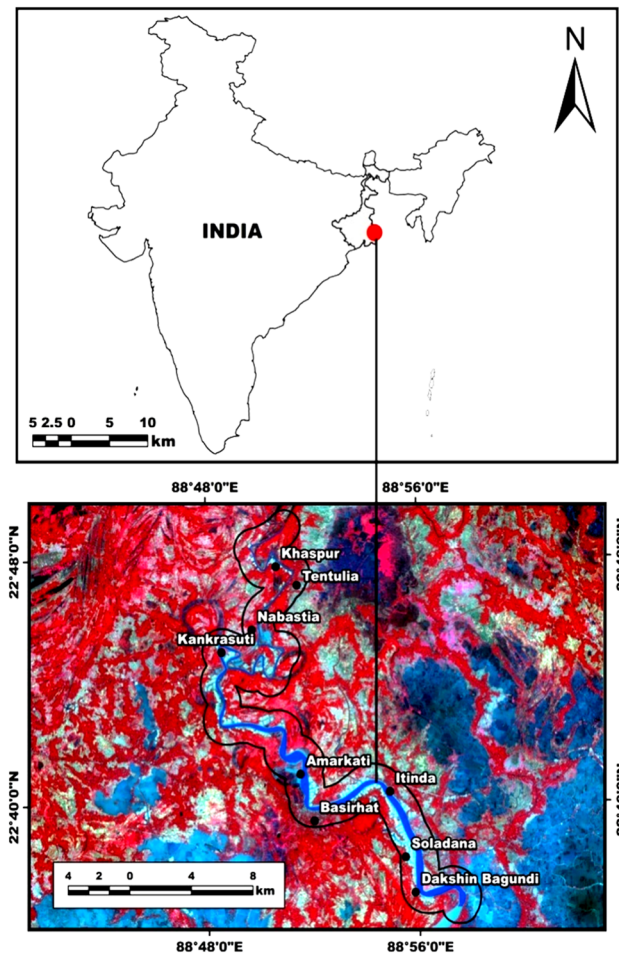 N
INDIA
5 2.5 0 5 10
km
88°48'0"E 88°56'0"E
22°48'0"N
Khaspur
Tentulia
Nabastia
Kankrasuti
Amarkati
Itinda
22°40'0"N
Basirhat
Soladana
Dakshin Bagundi
4 2 0 4 8
km
88°48'0"E 88°56'0"E